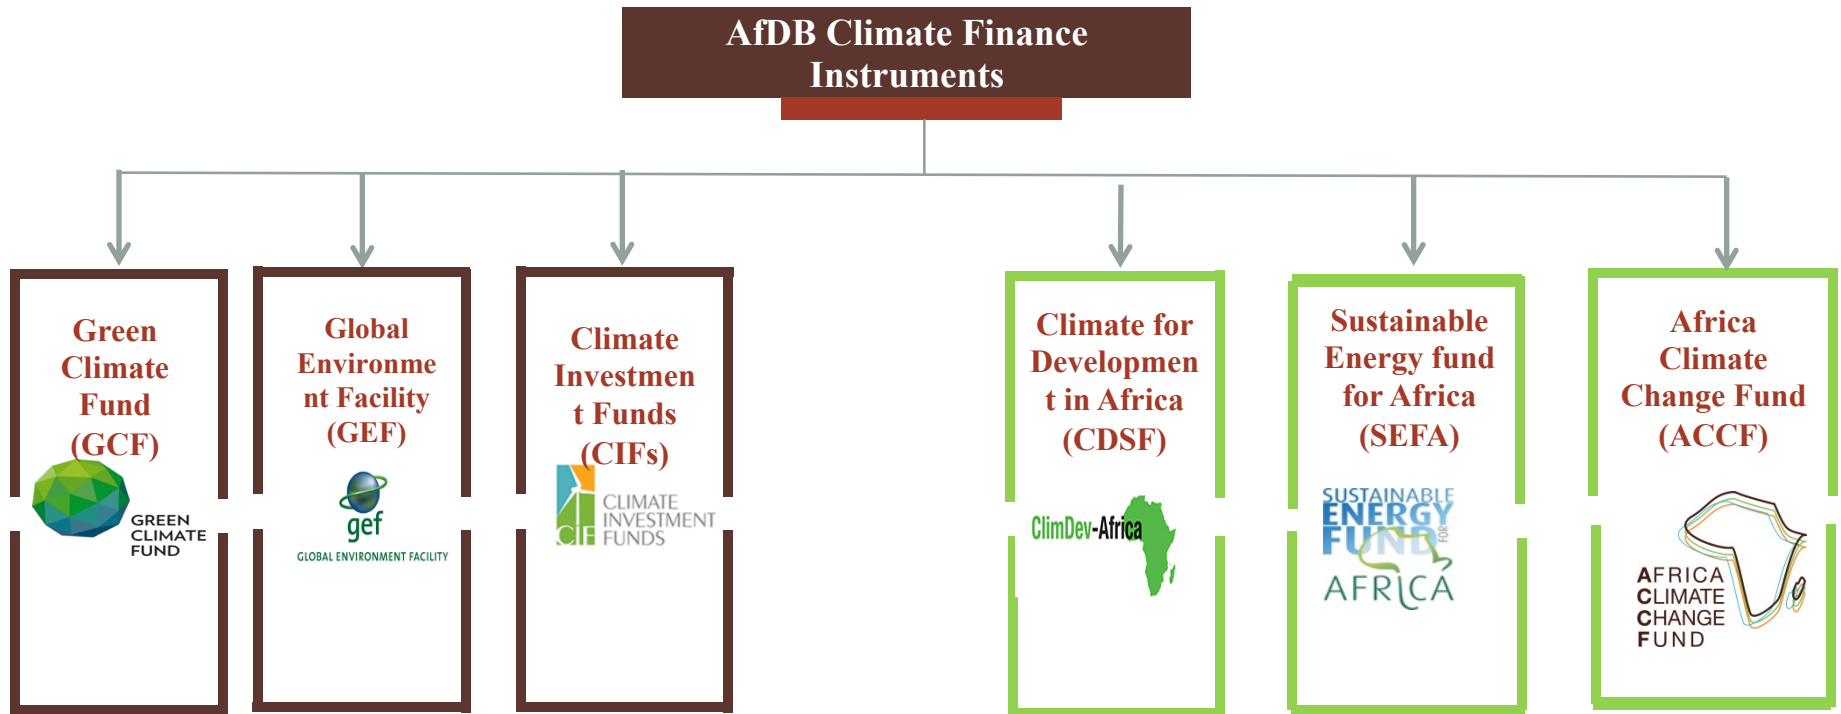 AfDB Climate Finance
Instruments
Green
Climate
Fund
(GCF)
GREEN
CLIMATE
FUND
Global
Environme
nt Facility
(GEF)
gef
GLOBAL ENVIRONMENT FACILITY
Climate
Investmen
t Funds
(CIFs)
CIF
CLIMATE
INVESTMENT
FUNDS
Climate for
Developmen
t in Africa
(CDSF)
ClimDev-Africa
Sustainable
Energy fund
for Africa
(SEFA)
SUSTAINABLE
ENERGY
FUND FOR
AFRICA
Africa
Climate
Change Fund
(ACCF)
AFRICA
CLIMATE
CHANGE
FUND